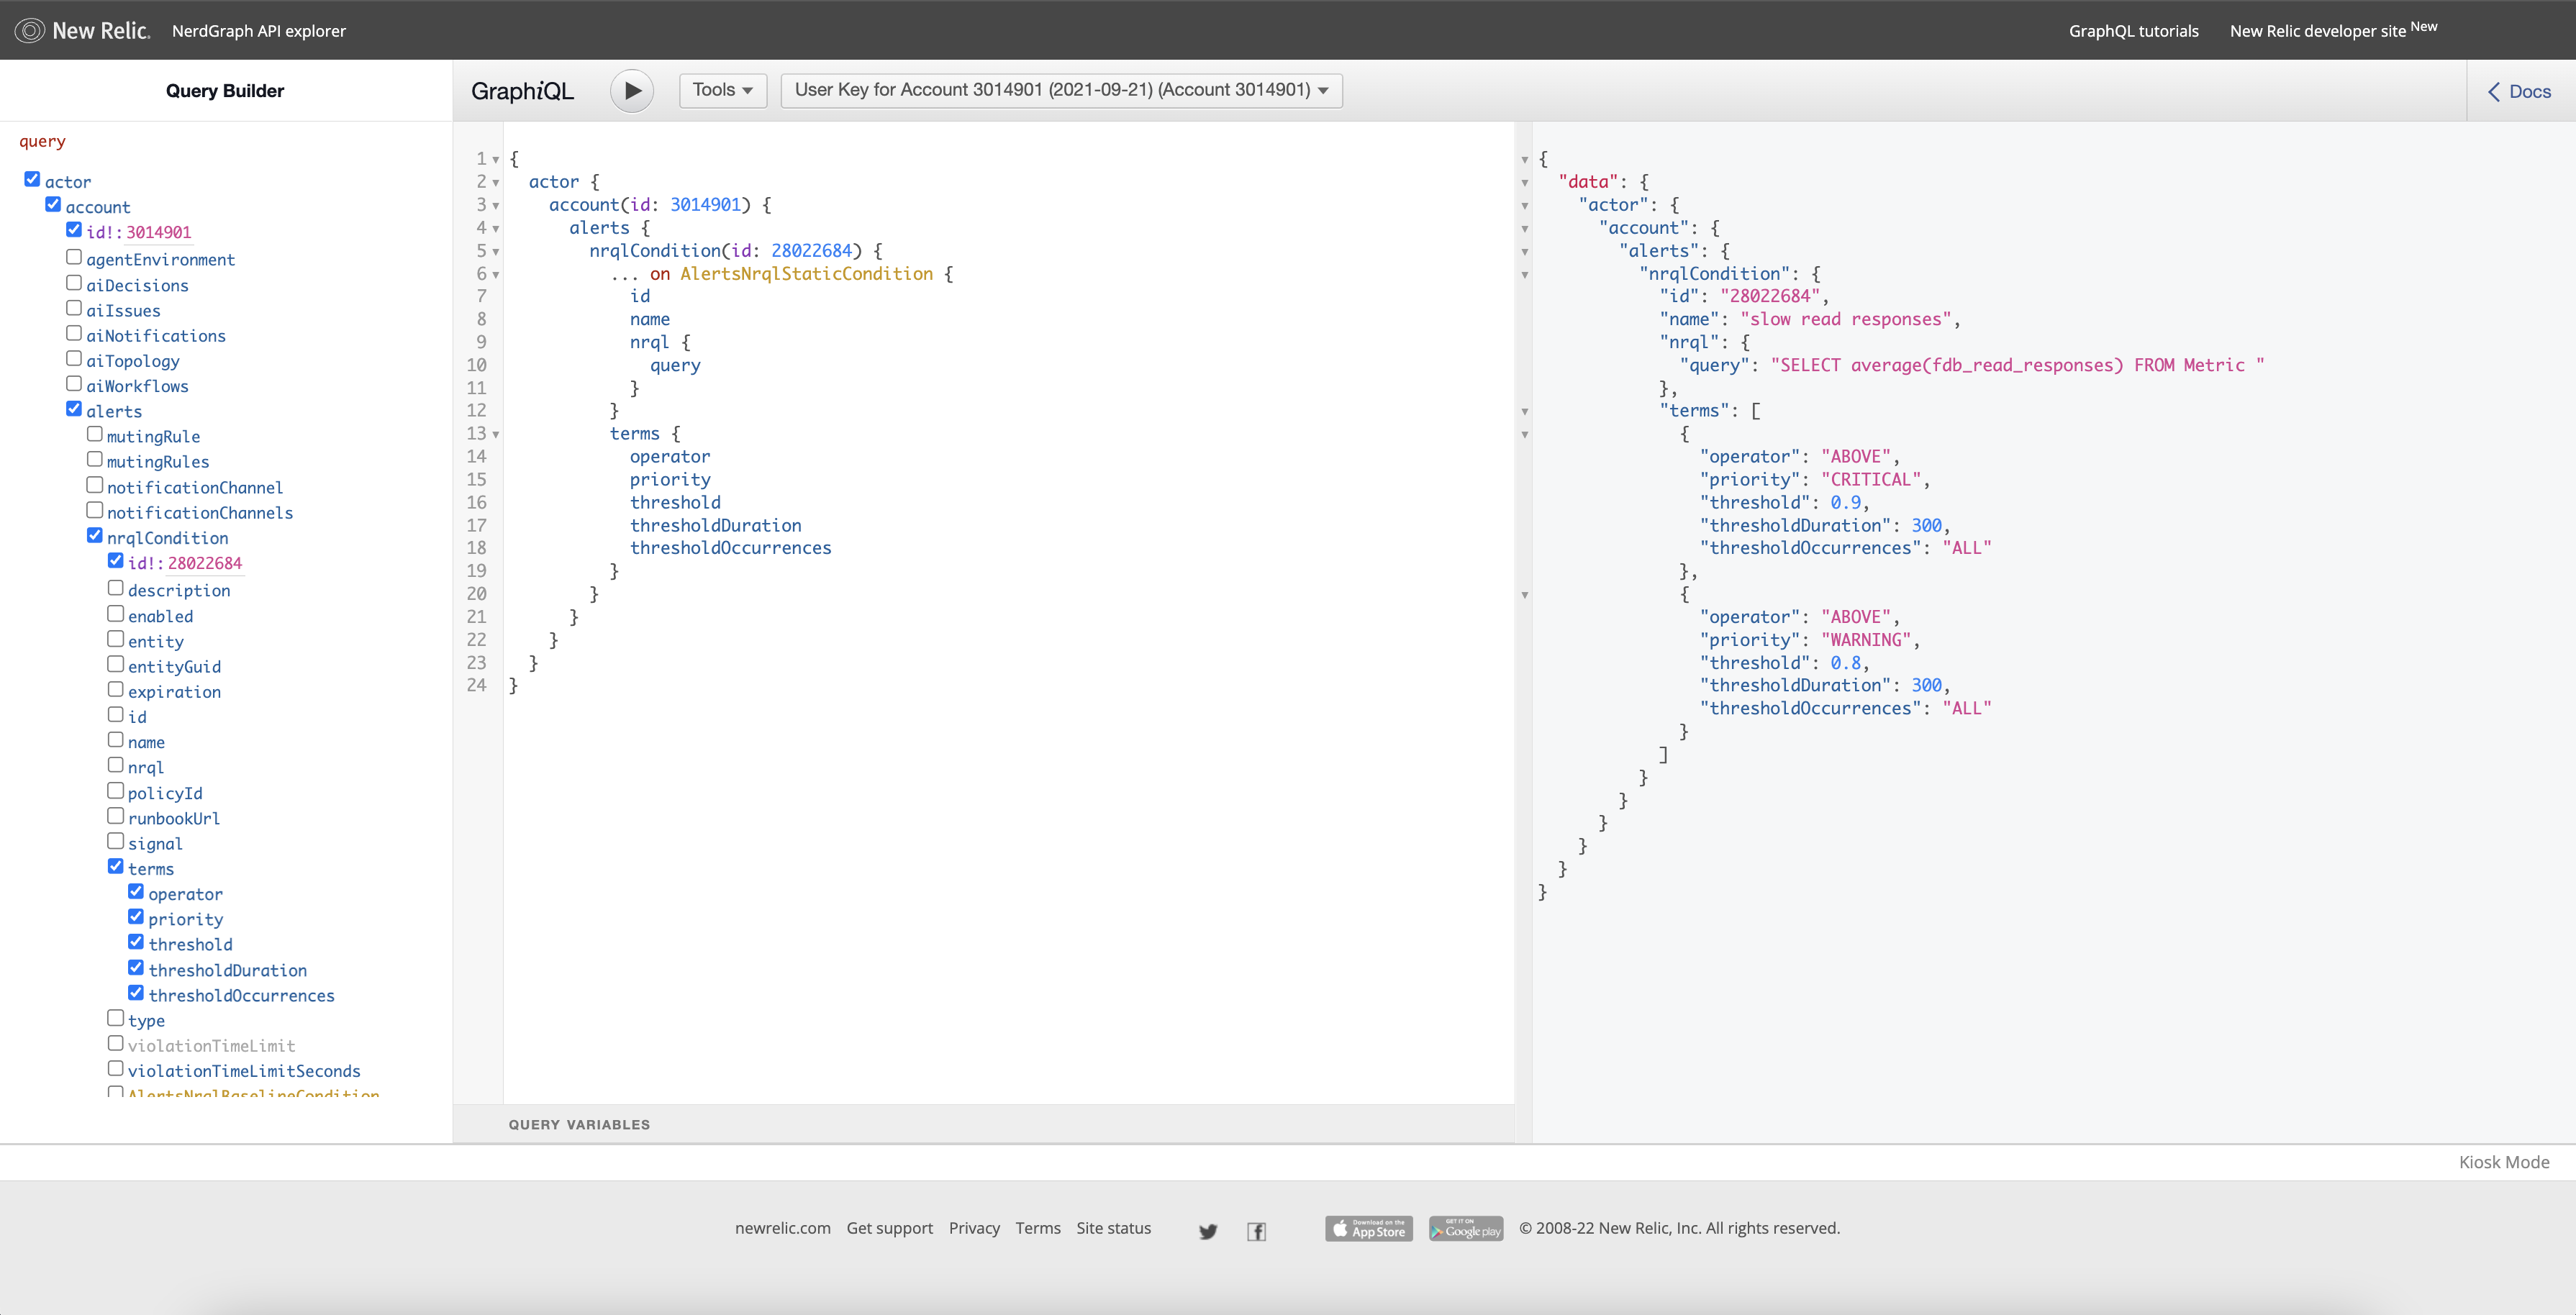 New Relic. NerdGraph API explorer GraphQL tutorials New Relic developer site New
Query Builder
query
actor
account
id!: 3014901
agentEnvironment
aiDecisions
aiIssues
aiNotifications
aiTopology
aiWorkflows
alerts
mutingRule
mutingRules
notificationChannel
notificationChannels
nrqlCondition
id!: 28022684
description
enabled
entity
entityGuid
expiration
id
name
nrql
policyId
runbookUrl
signal
terms
operator
priority
threshold
thresholdDuration
thresholdOccurrences
type
violationTimeLimit
violationTimeLimitSeconds
AlertsNrqlBaselineCondition
GraphiQL Tools User Key for Account 3014901 (2021-09-21) (Account 3014901) Docs
1 {
2 actor {
3 account(id: 3014901) {
4 alerts {
5 nrqlCondition(id: 28022684) {
6 ... on AlertsNrqlStaticCondition {
7 id
8 name
9 nrql {
10 query
11 }
12 }
13 terms {
14 operator
15 priority
16 threshold
17 thresholdDuration
18 thresholdOccurrences
19 }
20 }
21 }
22 }
23 }
24 }
QUERY VARIABLES
{
"data": {
"actor": {
"account": {
"alerts": {
"nrqlCondition": {
"id": "28022684",
"name": "slow read responses",
"nrql": {
"query": "SELECT average(fdb_read_responses) FROM Metric "
},
"terms": [
{
"operator": "ABOVE",
"priority": "CRITICAL",
"threshold": 0.9,
"thresholdDuration": 300,
"thresholdOccurrences": "ALL"
},
{
"operator": "ABOVE",
"priority": "WARNING",
"threshold": 0.8,
"thresholdDuration": 300,
"thresholdOccurrences": "ALL"
}
]
}
}
}
}
}
}
Kiosk Mode
newrelic.com Get support Privacy Terms Site status Download on the App Store GET IT ON Google play © 2008-22 New Relic, Inc. All rights reserved.